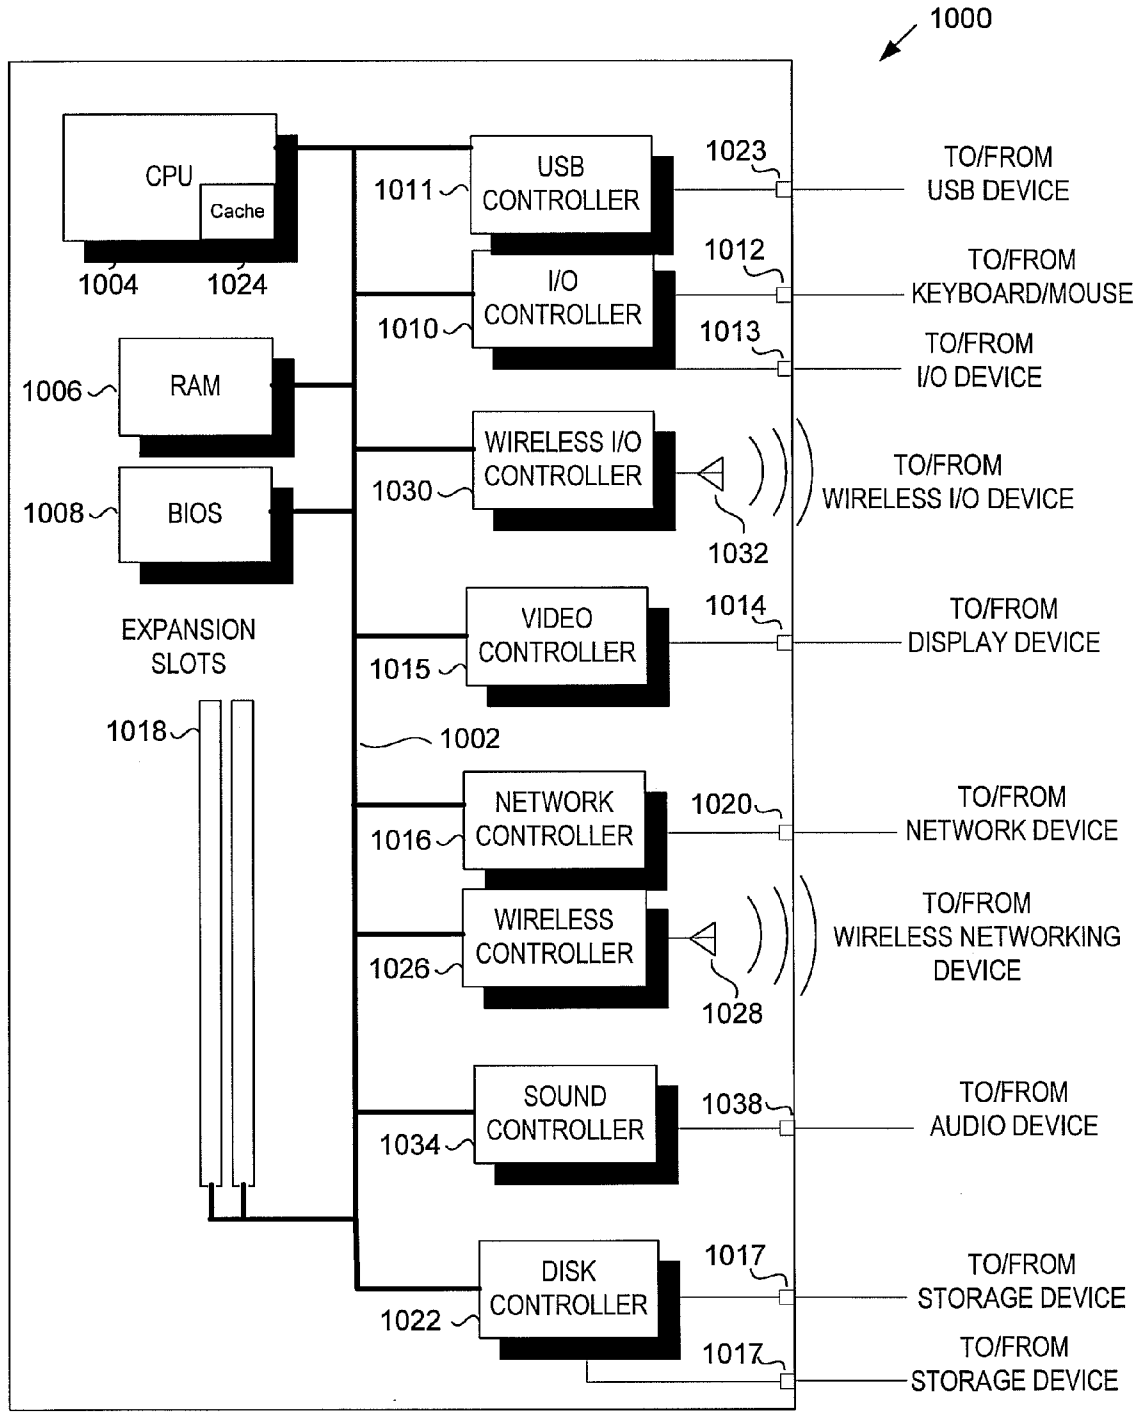 1000
CPU
Cache
1004
1024
USB
CONTROLLER
1011
1023
TO/FROM
USB DEVICE
I/O
CONTROLLER
1010
1012
TO/FROM
KEYBOARD/MOUSE
1013
TO/FROM
I/O DEVICE
RAM
1006
WIRELESS I/O
CONTROLLER
1030
1032
TO/FROM
WIRELESS I/O DEVICE
BIOS
1008
EXPANSION
SLOTS
1018
VIDEO
CONTROLLER
1015
1014
TO/FROM
DISPLAY DEVICE
1002
NETWORK
CONTROLLER
1016
1020
TO/FROM
NETWORK DEVICE
WIRELESS
CONTROLLER
1026
1028
TO/FROM
WIRELESS NETWORKING
DEVICE
SOUND
CONTROLLER
1034
1038
TO/FROM
AUDIO DEVICE
DISK
CONTROLLER
1022
1017
TO/FROM
STORAGE DEVICE
1017
TO/FROM
STORAGE DEVICE